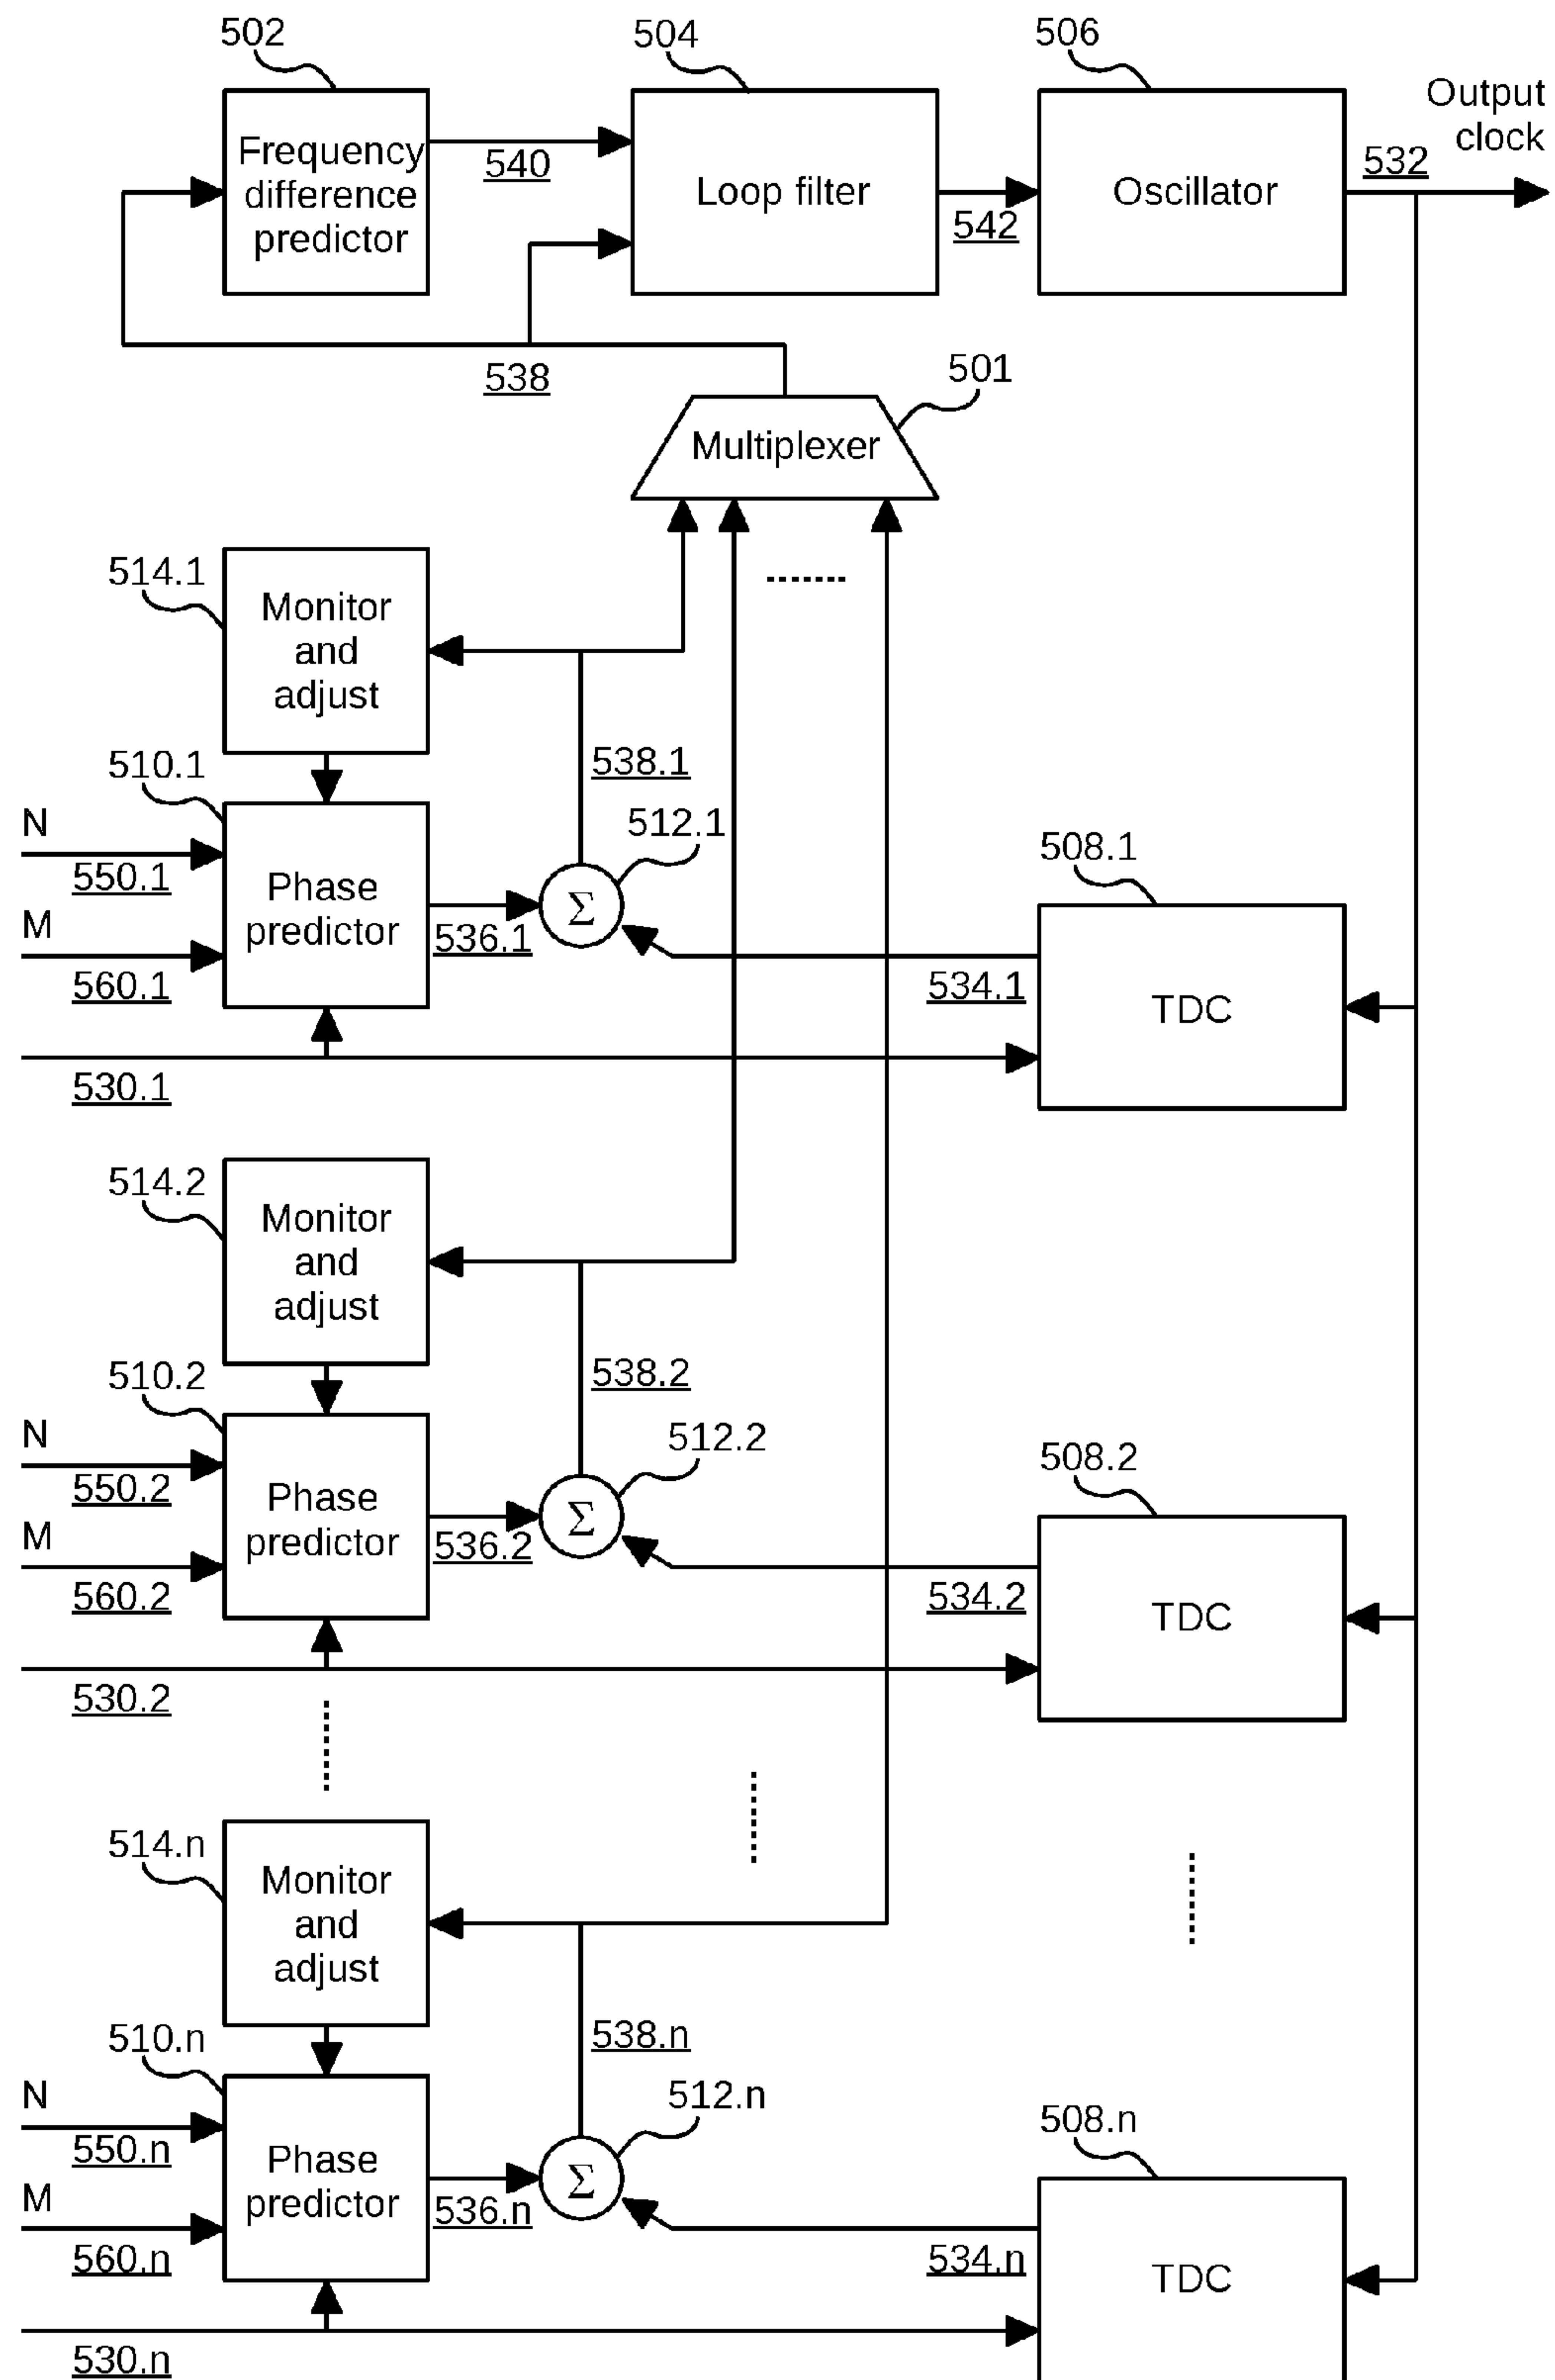 502
504
506
Output
clock
Frequency
difference
predictor
540
Loop filter
542
Oscillator
532
538
501
Multiplexer
514.1
Monitor
and
adjust
510.1
538.1
512.1
N
550.1
M
560.1
Phase
predictor
536.1
Σ
508.1
534.1
TDC
530.1
514.2
Monitor
and
adjust
510.2
538.2
512.2
N
550.2
M
560.2
Phase
predictor
536.2
Σ
508.2
534.2
TDC
530.2
514.n
Monitor
and
adjust
510.n
538.n
512.n
N
550.n
M
560.n
Phase
predictor
536.n
Σ
508.n
534.n
TDC
530.n